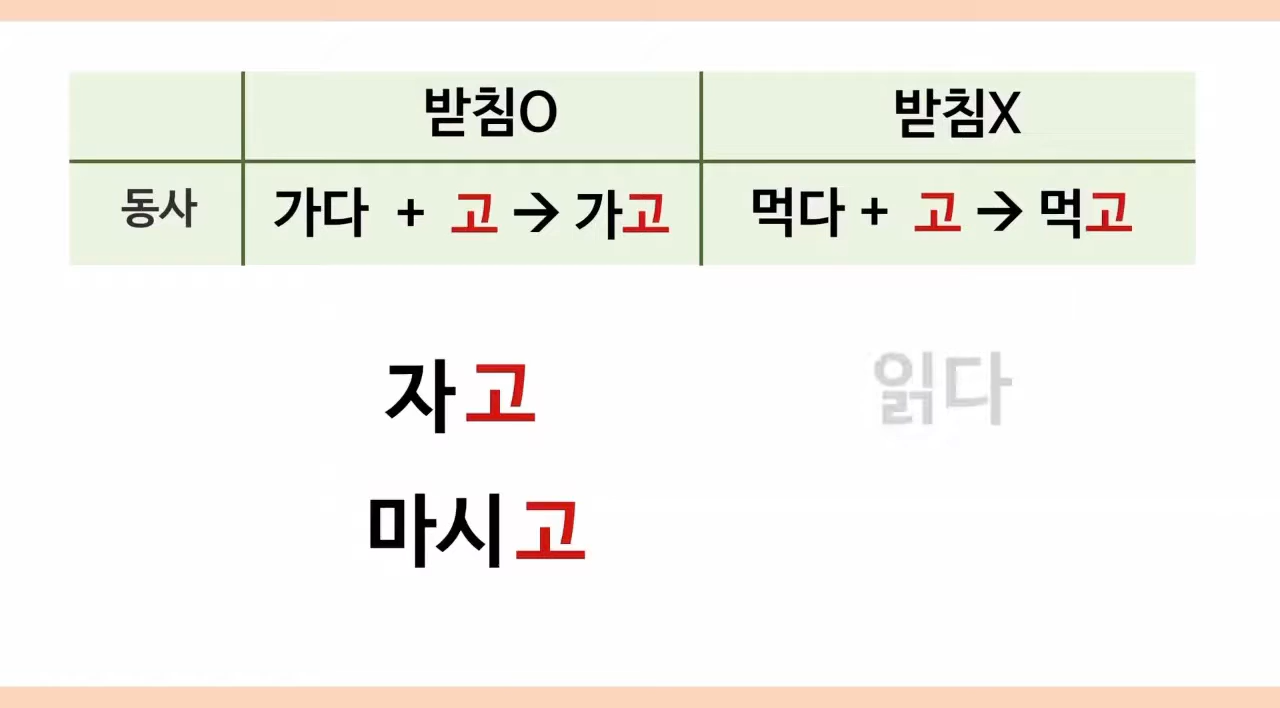 받침O 받침X
동사 가다 + 고 → 가고 먹다 + 고 → 먹고
자고 읽다
마시고